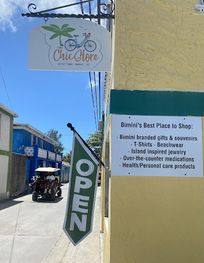 Chic Store
OPEN
Bimini's Best Place to Shop:
- Bimini branded gifts & souvenirs
- T-Shirts - Beachwear
- Island inspired jewelry
- Over-the-counter medications
- Health/Personal care products